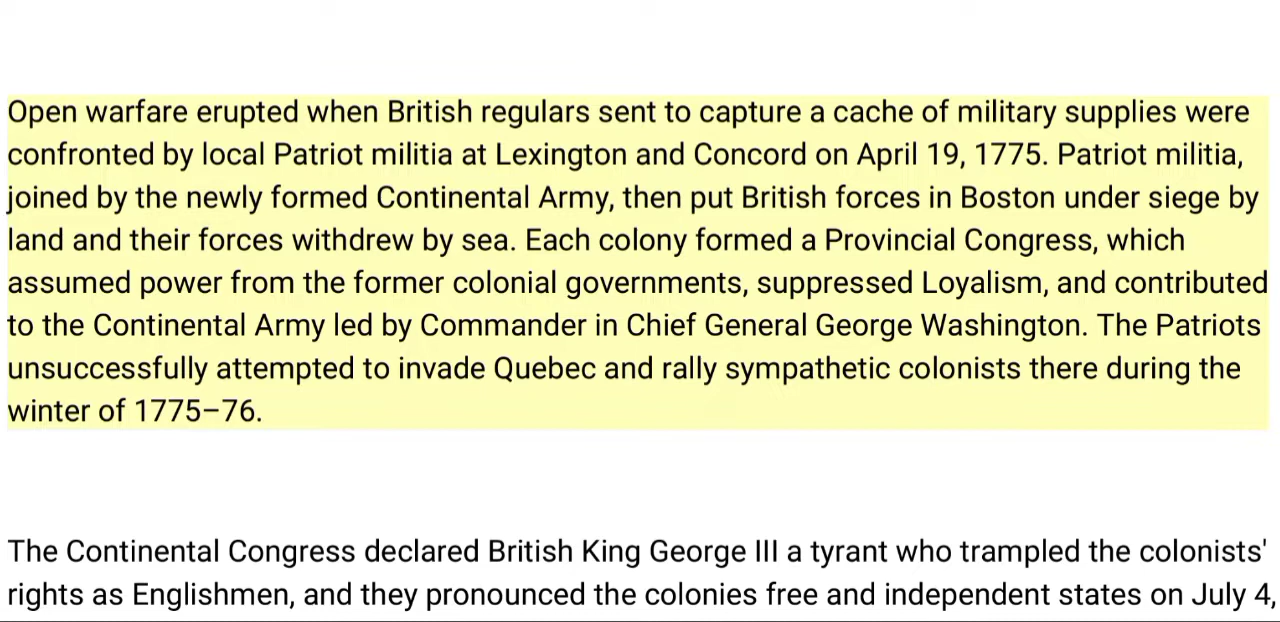 Open warfare erupted when British regulars sent to capture a cache of military supplies were
confronted by local Patriot militia at Lexington and Concord on April 19, 1775. Patriot militia,
joined by the newly formed Continental Army, then put British forces in Boston under siege by
land and their forces withdrew by sea. Each colony formed a Provincial Congress, which
assumed power from the former colonial governments, suppressed Loyalism, and contributed
to the Continental Army led by Commander in Chief General George Washington. The Patriots
unsuccessfully attempted to invade Quebec and rally sympathetic colonists there during the
winter of 1775–76.
The Continental Congress declared British King George III a tyrant who trampled the colonists'
rights as Englishmen, and they pronounced the colonies free and independent states on July 4,